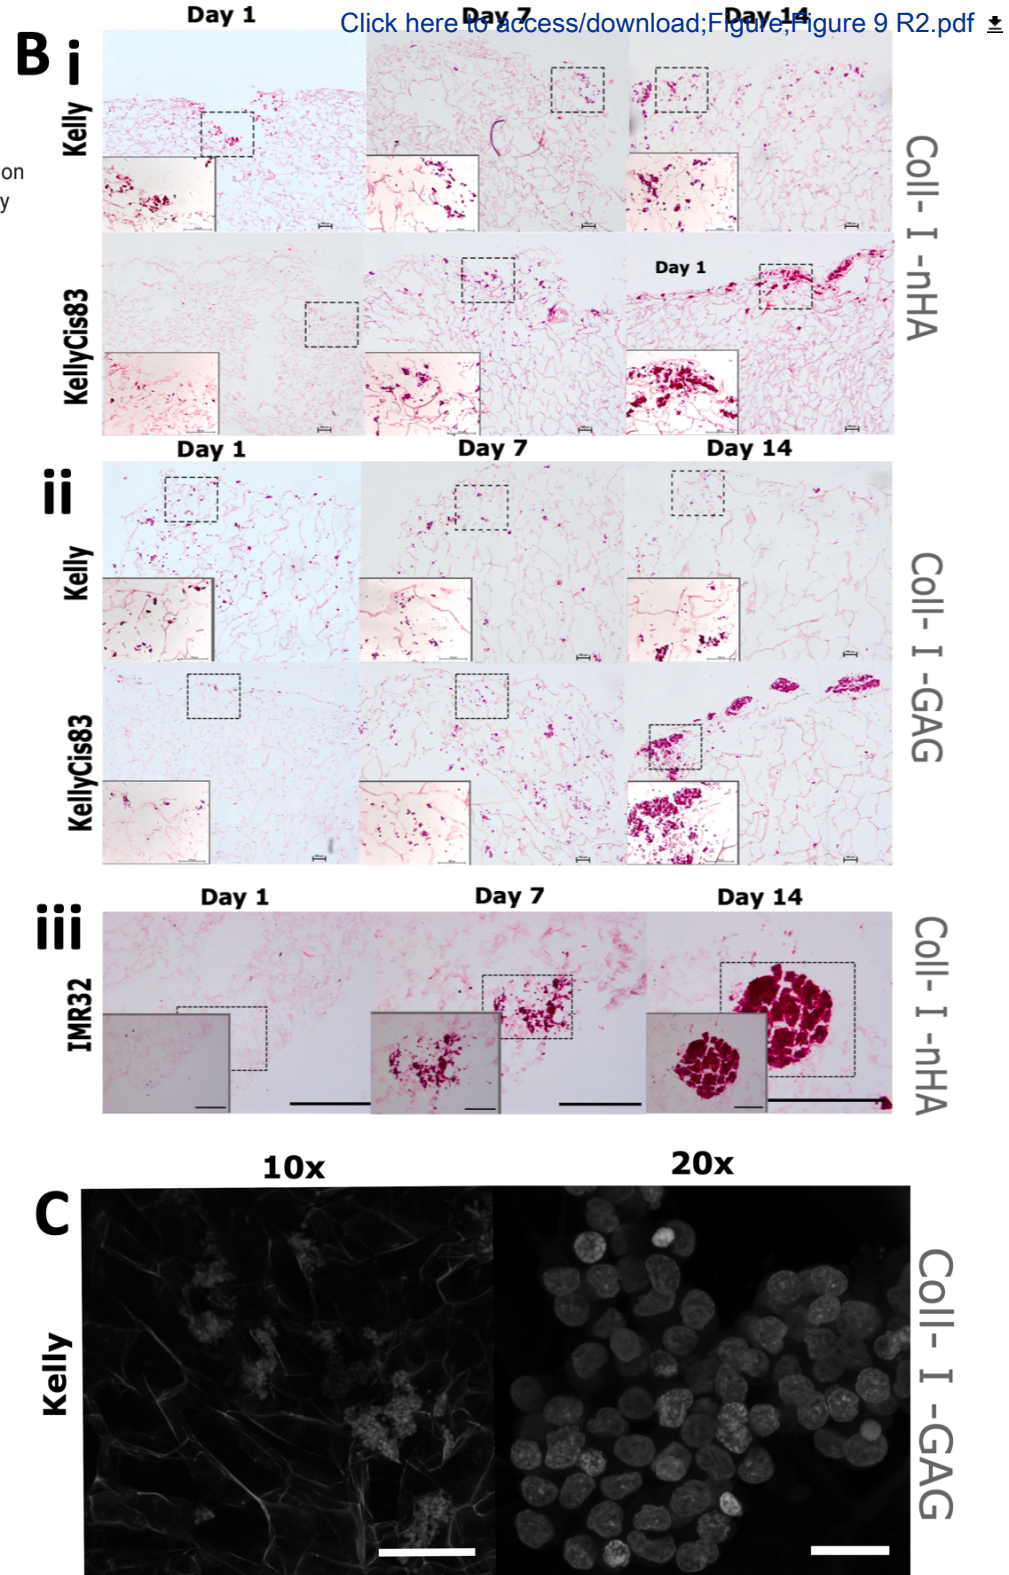 Click here to access/download;Figure;Figure 9 R2.pdf
Day 1 Day 7 Day 14
B i
on
y
Kelly
Coll- I -nHA
KellyCis83
Day 1
Day 1 Day 7 Day 14
ii
Kelly
Coll- I -GAG
KellyCis83
Day 1 Day 7 Day 14
iii
IMR32
Coll- I -nHA
10x 20x
C
Kelly
Coll- I -GAG